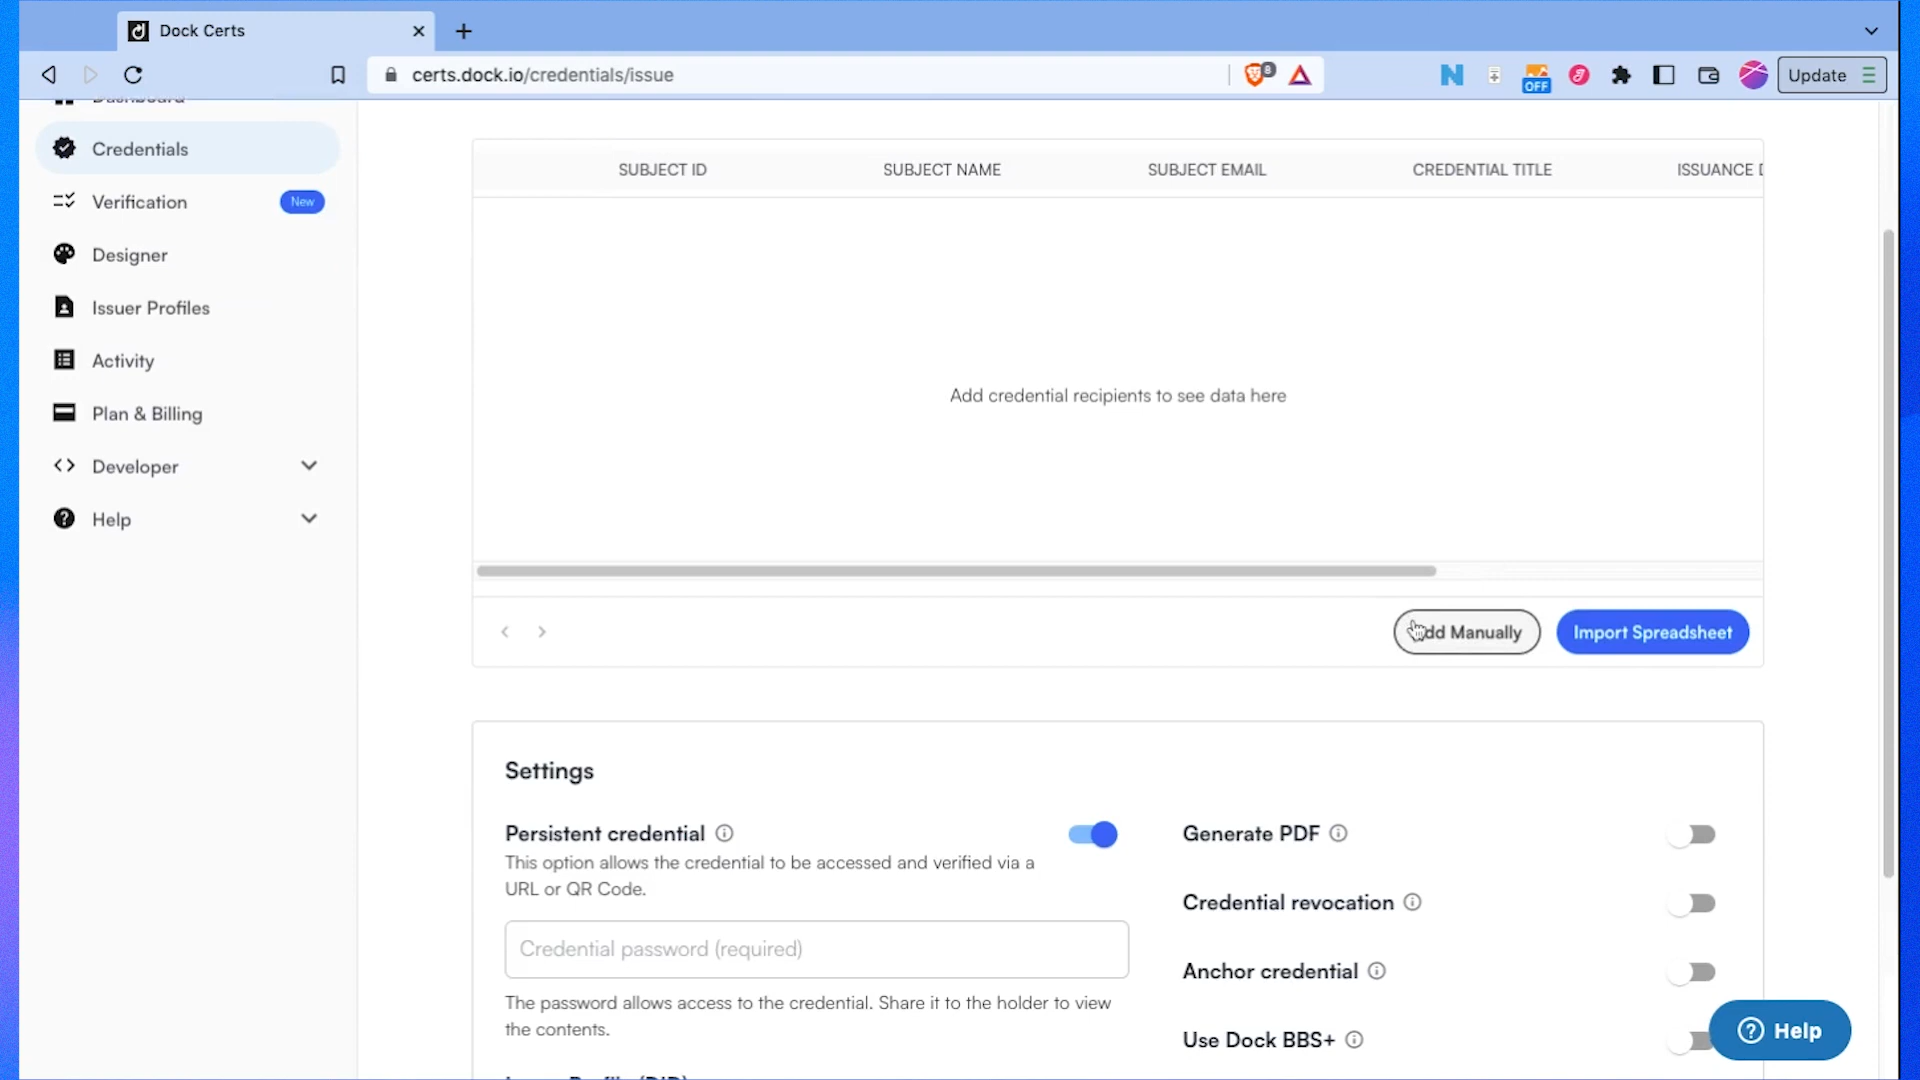 Dock Certs
certs.dock.io/credentials/issue
8
OFF
Update
Dashboard
Credentials
Verification
New
Designer
Issuer Profiles
Activity
Plan & Billing
Developer
Help
SUBJECT ID
SUBJECT NAME
SUBJECT EMAIL
CREDENTIAL TITLE
ISSUANCE
Add credential recipients to see data here
dd Manually
Import Spreadsheet
Settings
Persistent credential
This option allows the credential to be accessed and verified via a
URL or QR Code.
Credential password (required)
The password allows access to the credential. Share it to the holder to view
the contents.
Generate PDF
Credential revocation
Anchor credential
Use Dock BBS+
Help